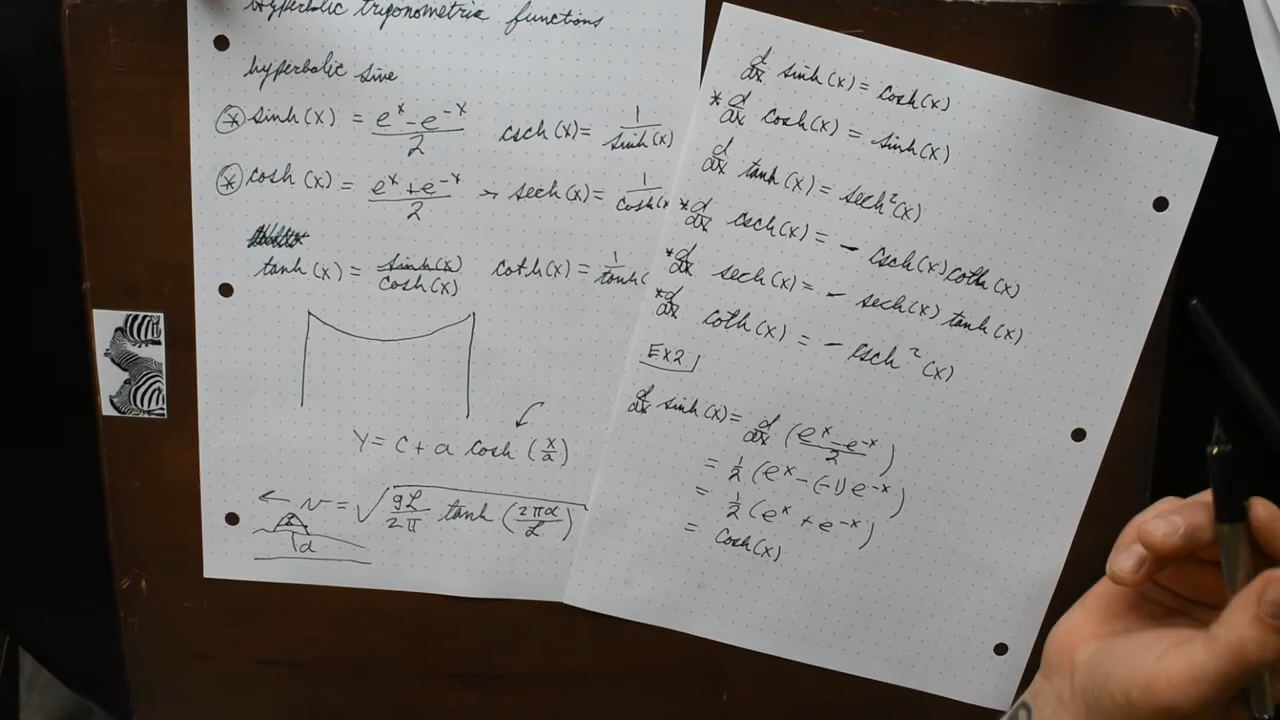 Hyperbolic trigonometric functions
hyperbolic sine
⊛ sinh(x) = (e^x - e^-x)/2 csch(x) = 1/sinh(x)
⊛ cosh(x) = (e^x + e^-x)/2 → sech(x) = 1/cosh(x
tanh(x) = sinh(x)/cosh(x) coth(x) = 1/tanh(
Y = C + a cosh (x/a)
← v = √(gL/2π tanh (2πd/L))
L
d
d/dx sinh(x) = cosh(x)
* d/dx cosh(x) = sinh(x)
d/dx tanh(x) = sech²(x)
* d/dx csch(x) = - csch(x) coth(x)
* d/dx sech(x) = - sech(x) tanh(x)
* d/dx coth(x) = - csch²(x)
Ex2
d/dx sinh(x) = d/dx ((e^x - e^-x)/2)
= 1/2 (e^x - (-1)e^-x)
= 1/2 (e^x + e^-x)
= cosh(x)